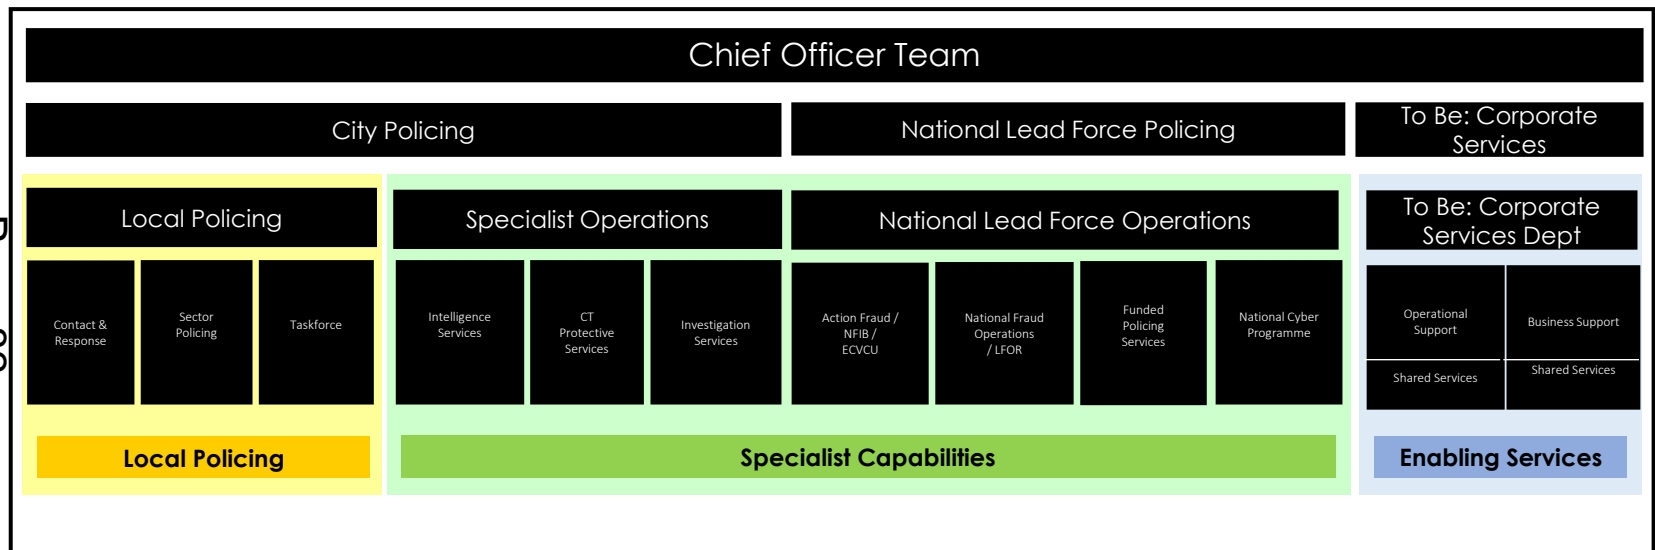 Chief Officer Team
City Policing
National Lead Force Policing
To Be: Corporate
Services
Local Policing
Specialist Operations
National Lead Force Operations
To Be: Corporate
Services Dept
Contact &
Response
Sector
Policing
Taskforce
Intelligence
Services
CT
Protective
Services
Investigation
Services
Action Fraud /
NFIB /
ECVCU
National Fraud
Operations
/ LFOR
Funded
Policing
Services
National Cyber
Programme
Operational
Support
Business Support
Shared Services
Shared Services
Local Policing
Specialist Capabilities
Enabling Services